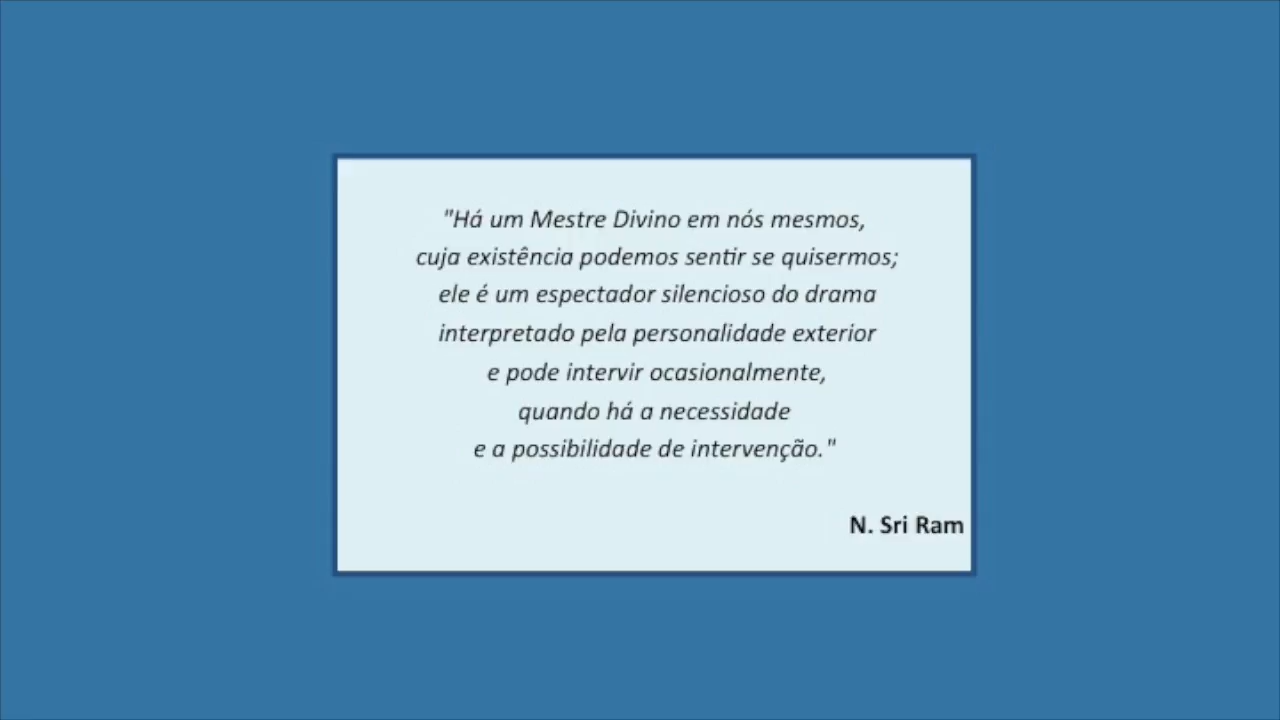 "Há um Mestre Divino em nós mesmos,
cuja existência podemos sentir se quisermos;
ele é um espectador silencioso do drama
interpretado pela personalidade exterior
e pode intervir ocasionalmente,
quando há a necessidade
e a possibilidade de intervenção."
N. Sri Ram